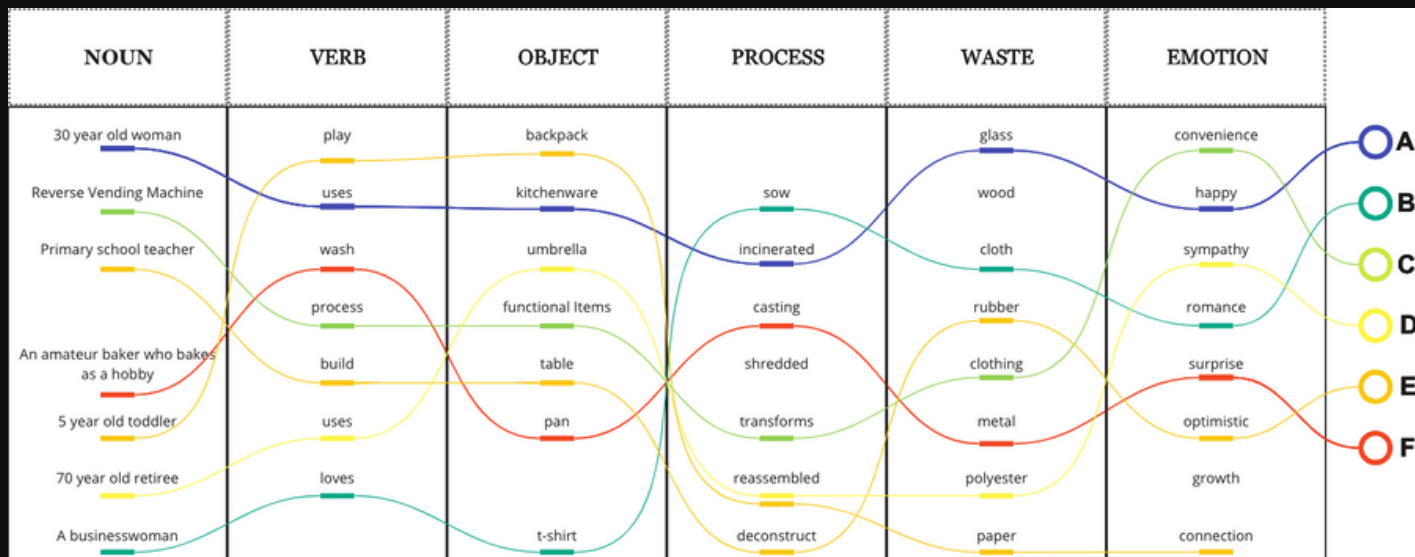 NOUN VERB OBJECT PROCESS WASTE EMOTION
30 year old woman play backpack glass convenience
A
Reverse Vending Machine uses kitchenware sow wood happy
B
Primary school teacher wash umbrella incinerated cloth sympathy
C
process functional Items casting rubber romance
D
An amateur baker who bakes
as a hobby
build table shredded clothing surprise
E
5 year old toddler uses pan transforms metal optimistic
F
70 year old retiree loves reassembled polyester growth
A businesswoman t-shirt deconstruct paper connection